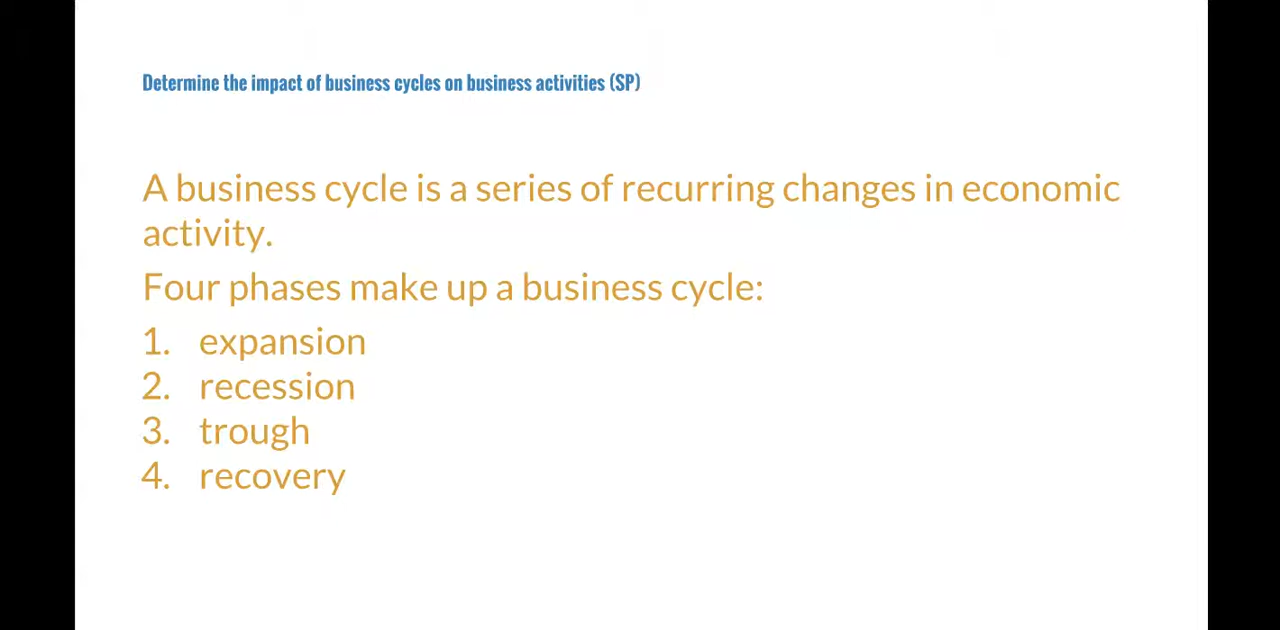 Determine the impact of business cycles on business activities (SP)
A business cycle is a series of recurring changes in economic
activity.
Four phases make up a business cycle:
1. expansion
2. recession
3. trough
4. recovery